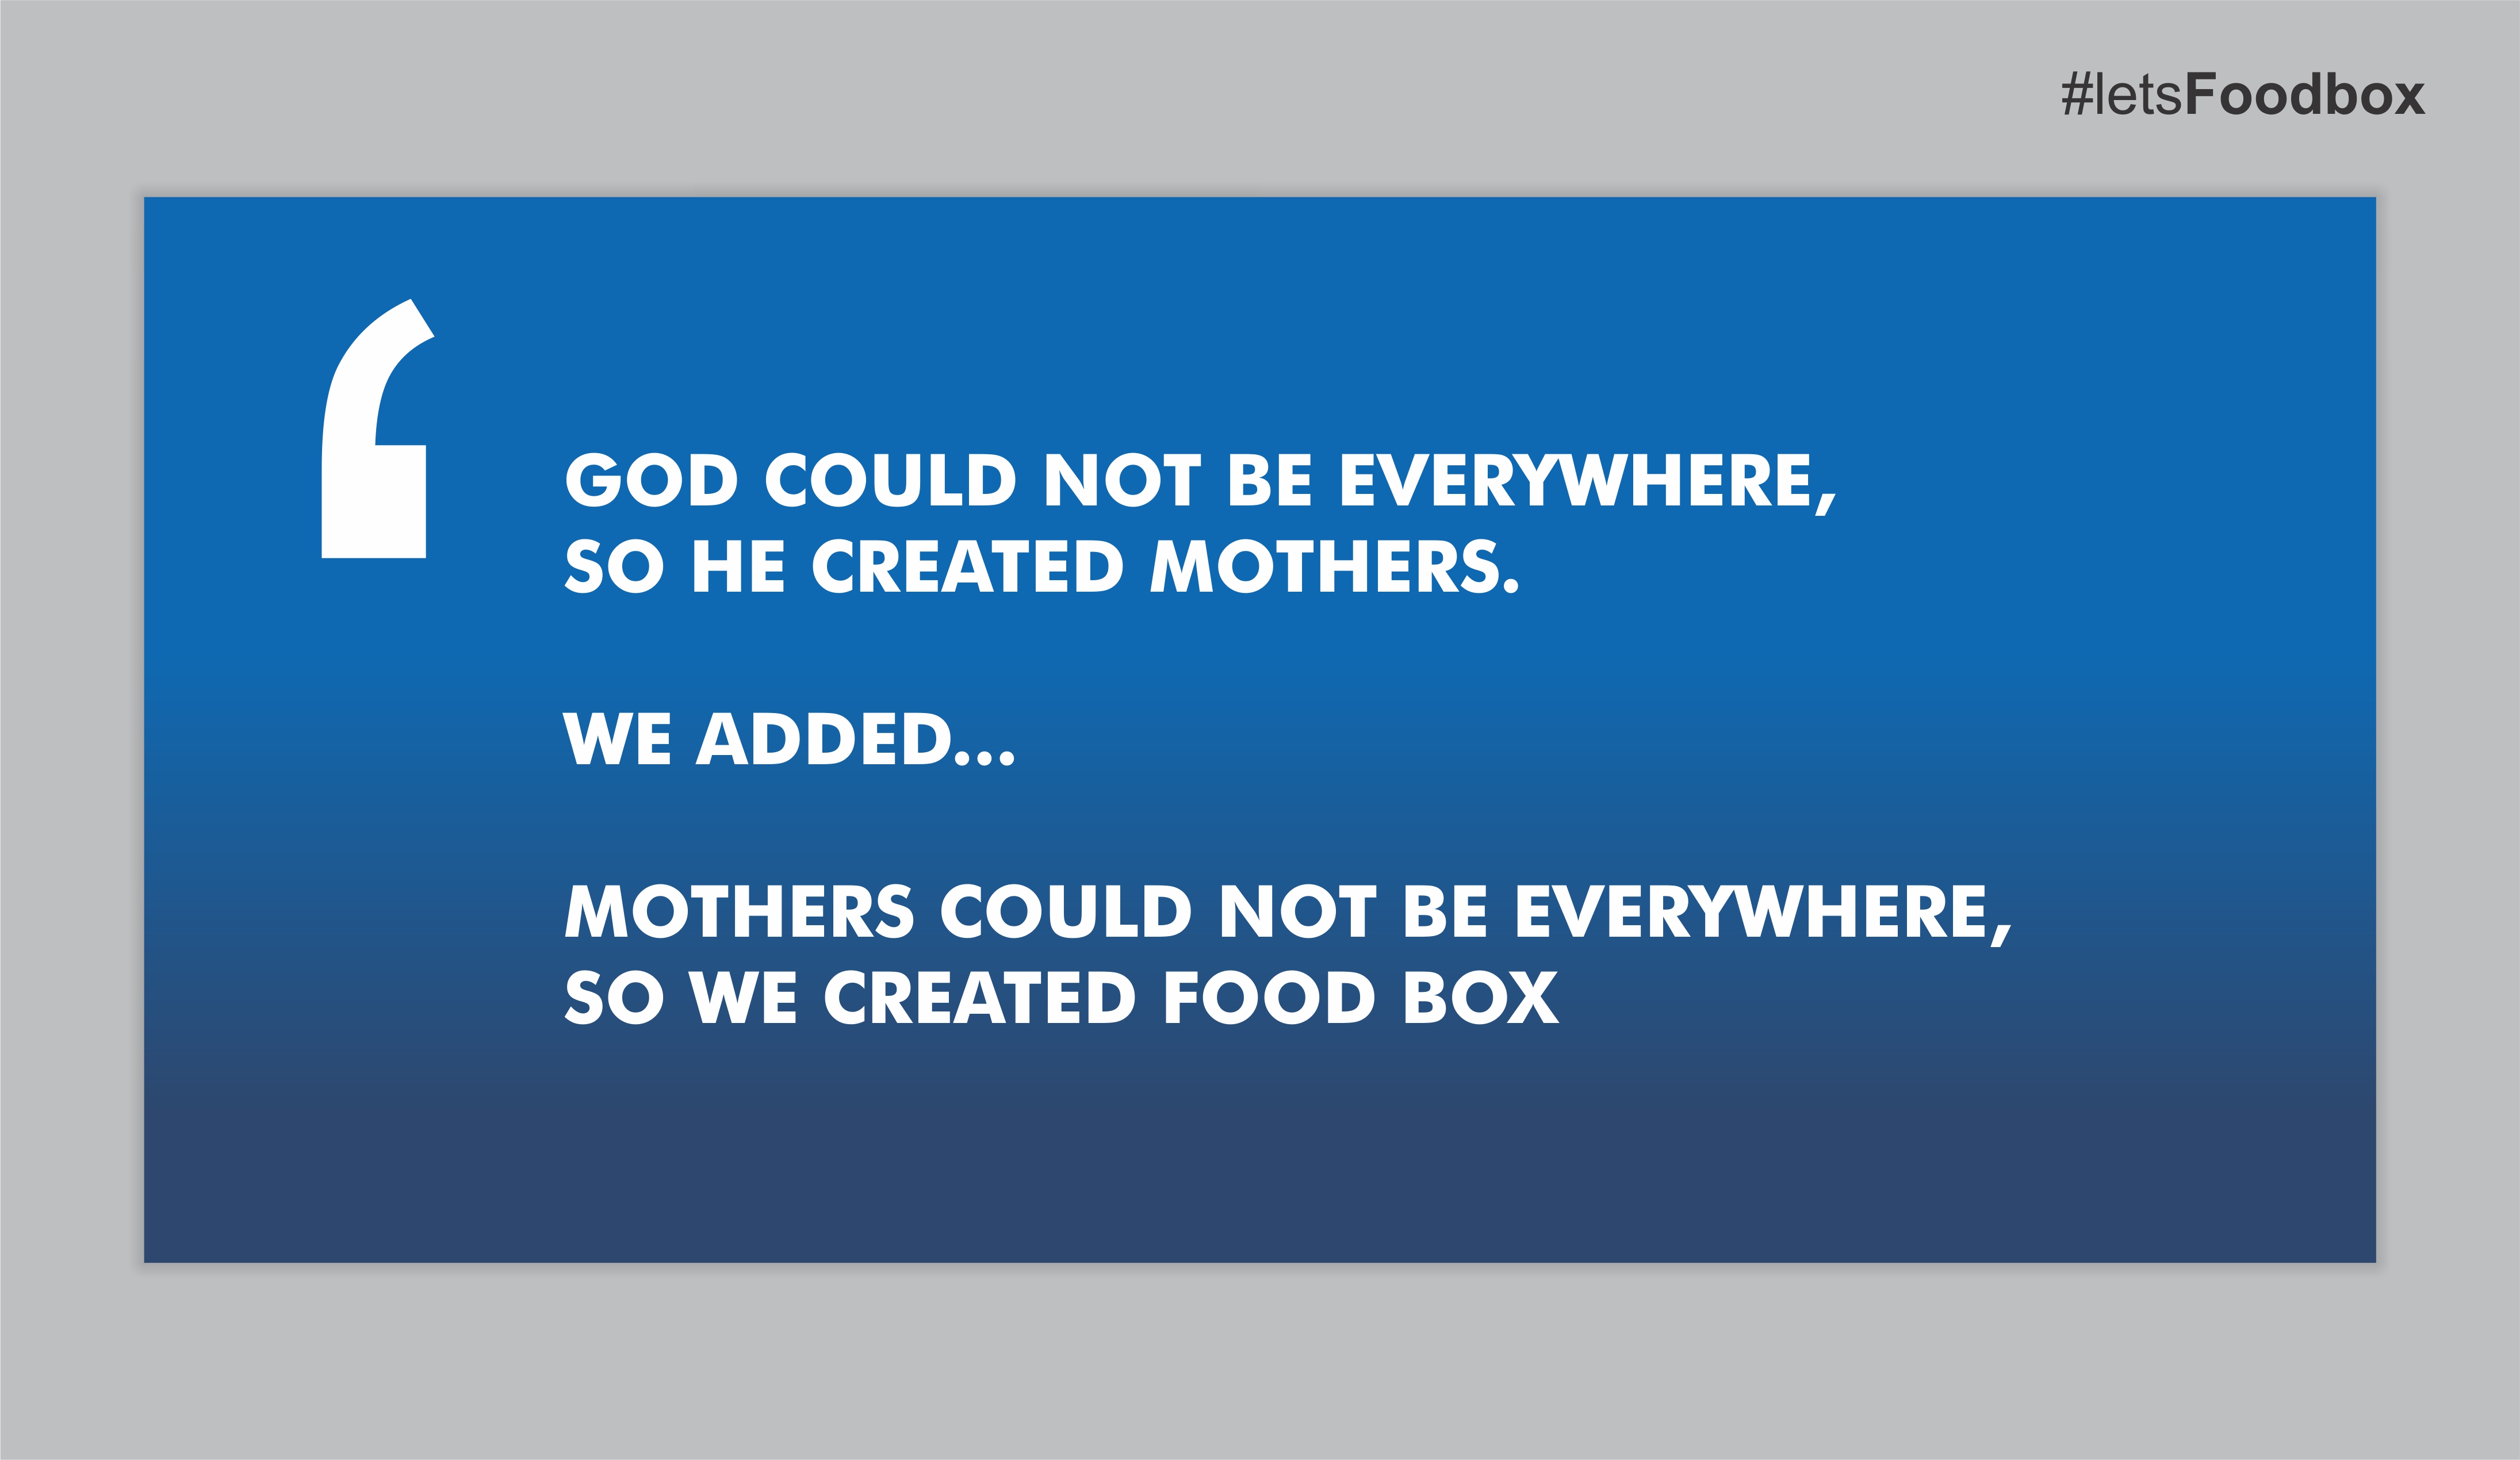 #letsFoodbox
‘
GOD COULD NOT BE EVERYWHERE,
SO HE CREATED MOTHERS.
WE ADDED...
MOTHERS COULD NOT BE EVERYWHERE,
SO WE CREATED FOOD BOX